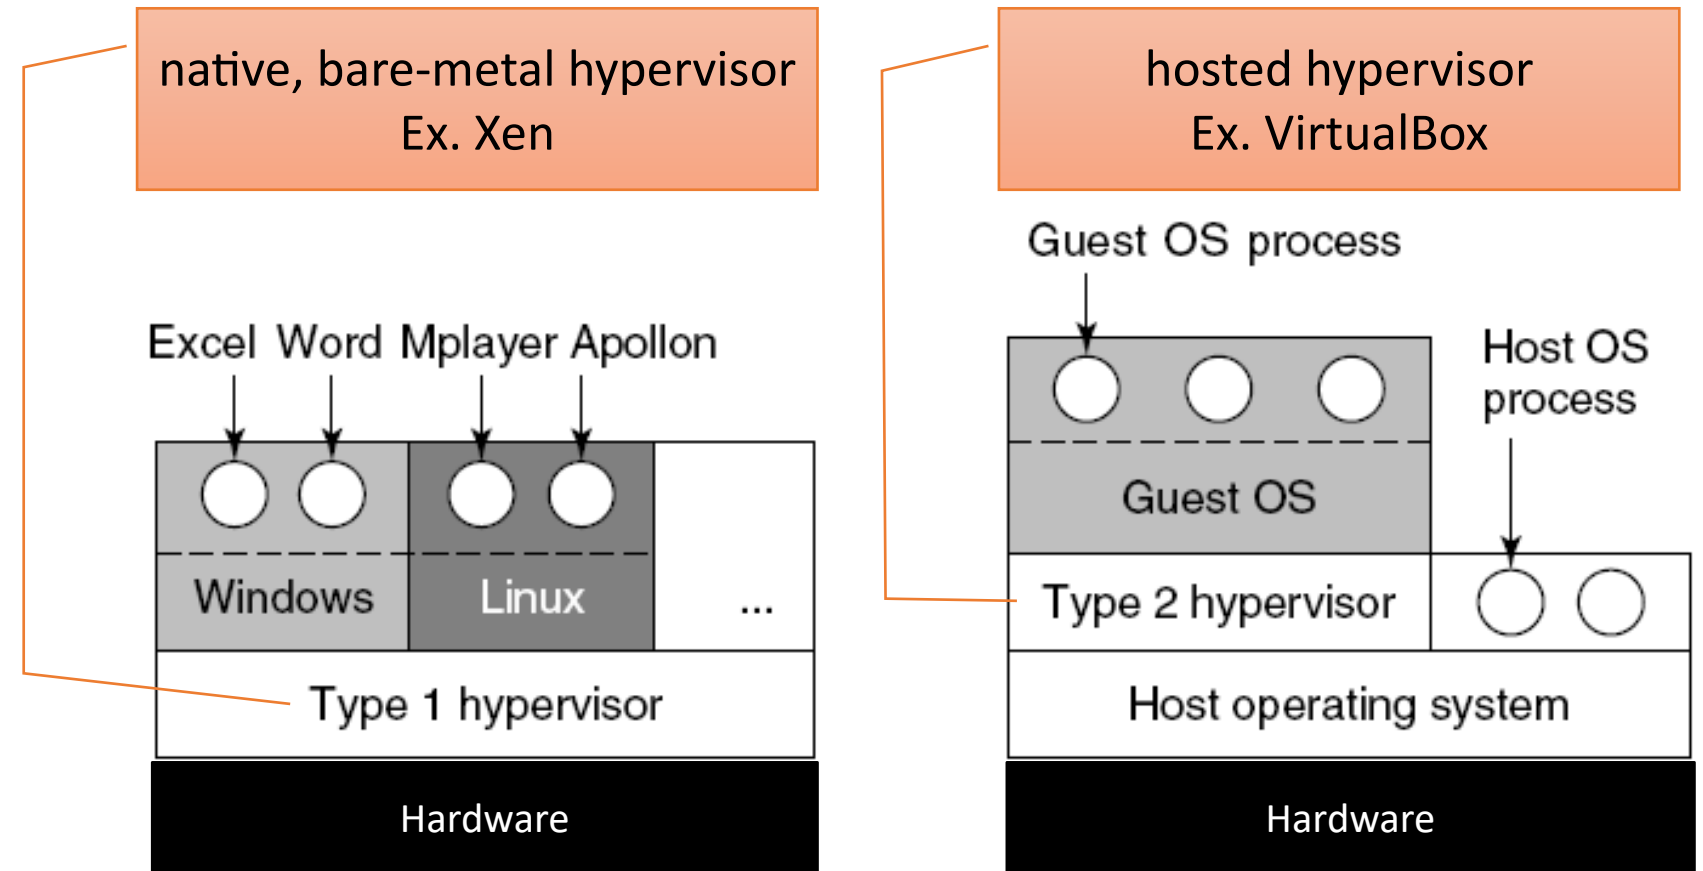 native, bare-metal hypervisor
Ex. Xen
hosted hypervisor
Ex. VirtualBox
Excel Word Mplayer Apollon
Windows
Linux
...
Type 1 hypervisor
Hardware
Guest OS process
Host OS
process
Guest OS
Type 2 hypervisor
Host operating system
Hardware